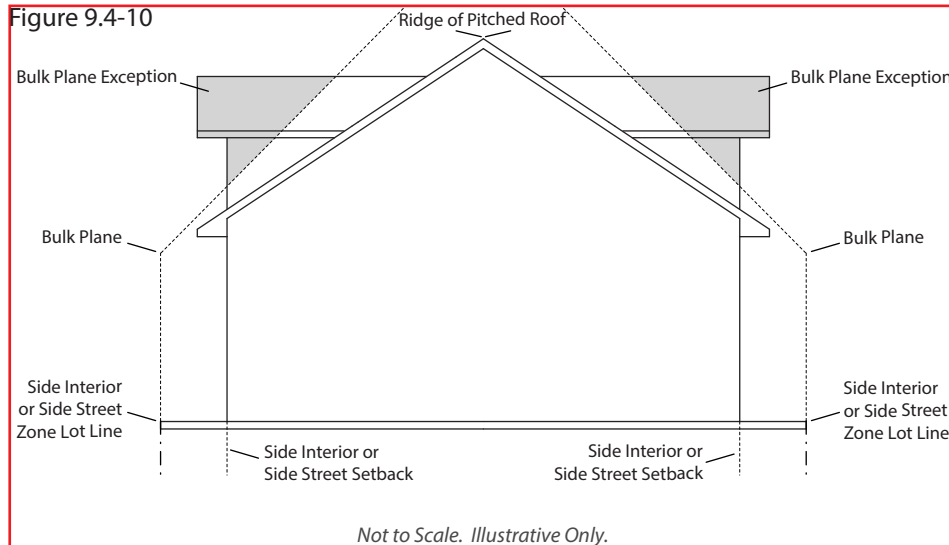 Figure 9.4-10
Ridge of Pitched Roof
Bulk Plane Exception
Bulk Plane Exception
Bulk Plane
Bulk Plane
Side Interior
or Side Street
Zone Lot Line
Side Interior
or Side Street
Zone Lot Line
Side Interior or
Side Street Setback
Side Interior or
Side Street Setback
Not to Scale. Illustrative Only.